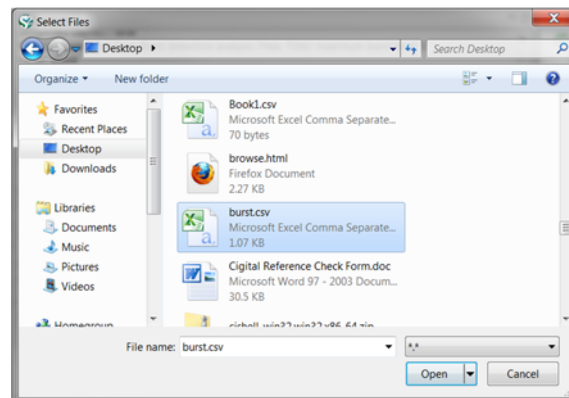 Select Files
Desktop
Search Desktop
Organize
New folder
Favorites
Recent Places
Desktop
Downloads
Libraries
Documents
Music
Pictures
Videos
Homegroup
Book1.csv
Microsoft Excel Comma Separate...
70 bytes
browse.html
Firefox Document
2.27 KB
burst.csv
Microsoft Excel Comma Separate...
1.07 KB
Cigital Reference Check Form.doc
Microsoft Word 97 - 2003 Docum...
30.5 KB
File name: burst.csv
*.*
Open
Cancel